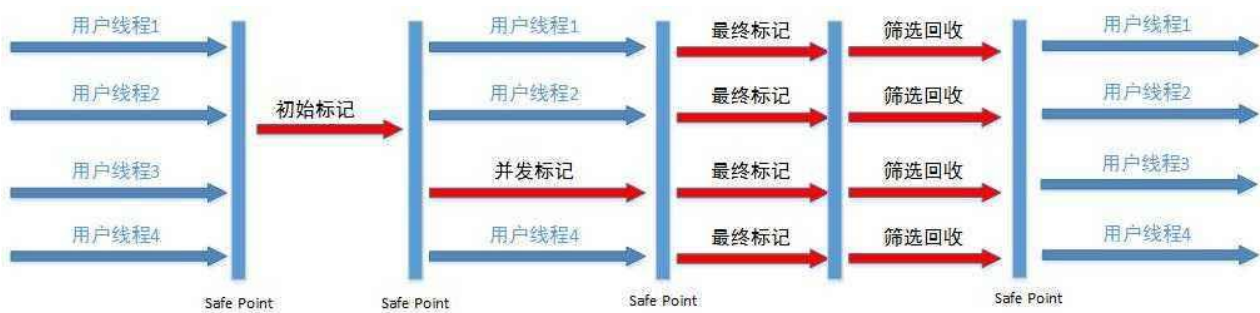 用户线程1 用户线程1 最终标记 筛选回收 用户线程1
用户线程2 初始标记 用户线程2 最终标记 筛选回收 用户线程2
用户线程3 并发标记 最终标记 筛选回收 用户线程3
用户线程4 用户线程4 最终标记 筛选回收 用户线程4
Safe Point Safe Point Safe Point Safe Point